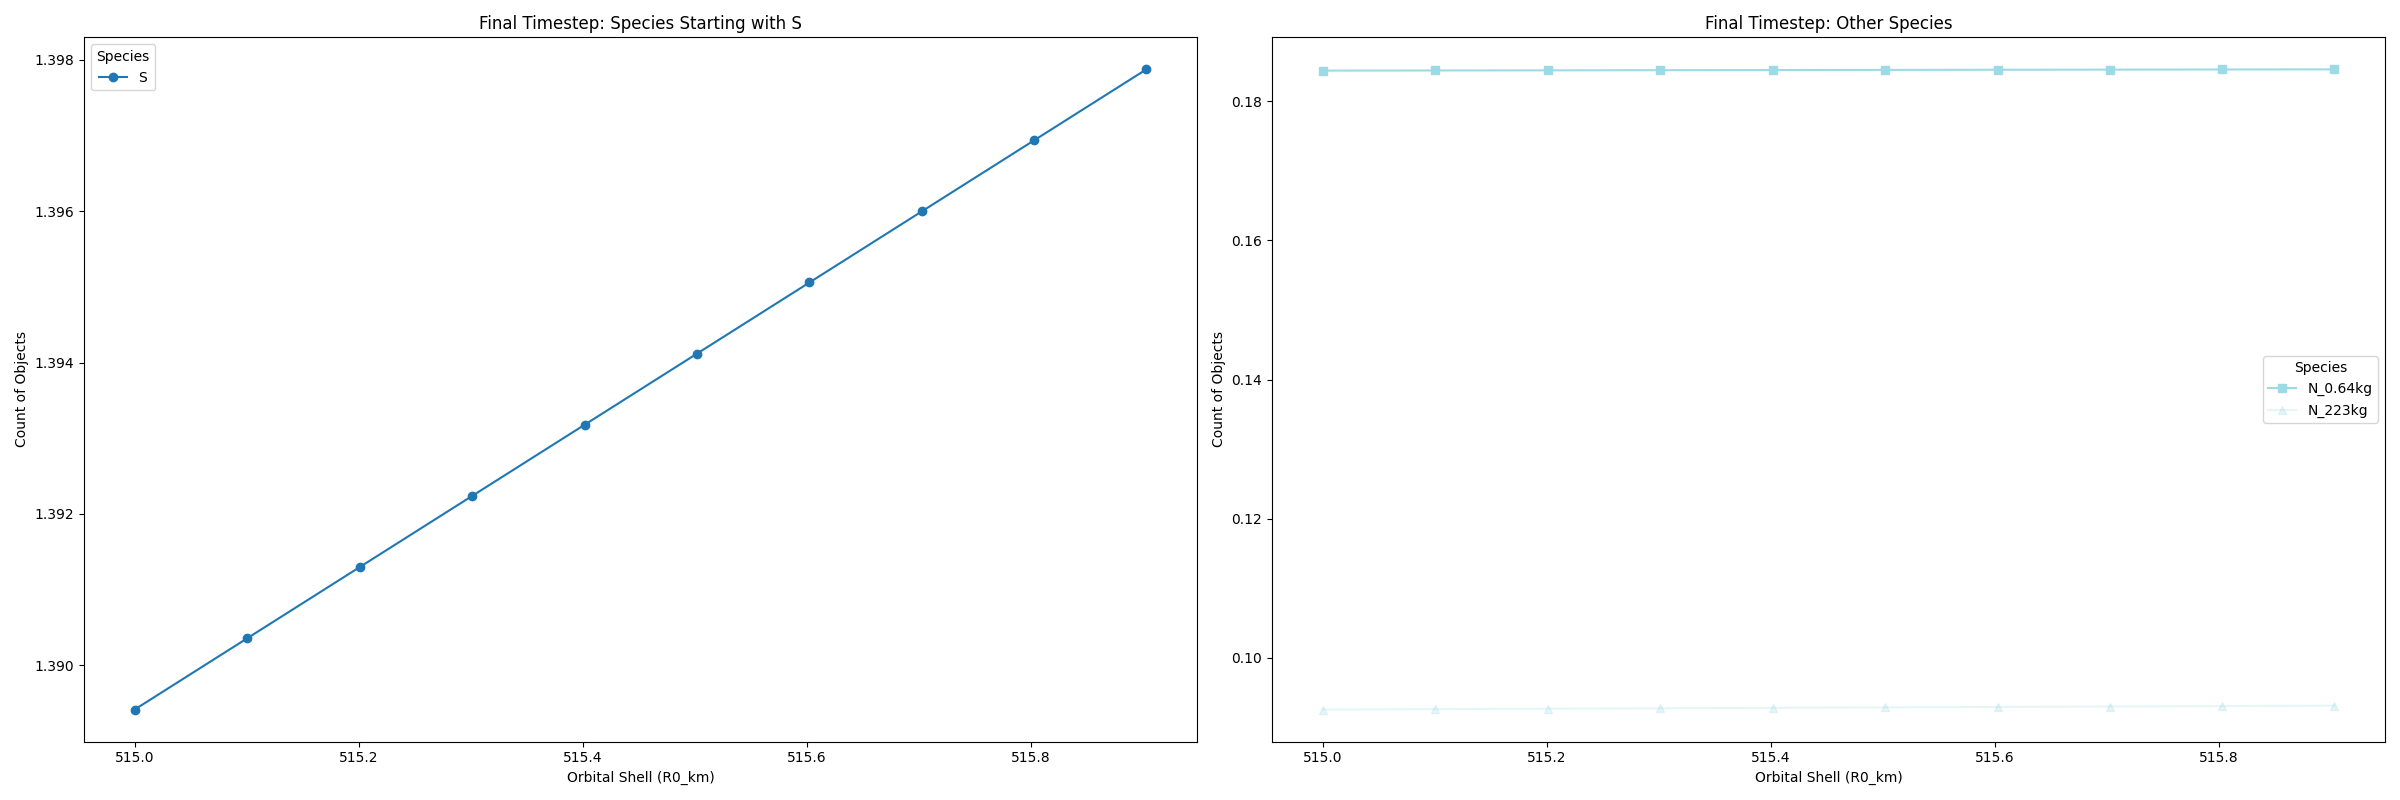 Final Timestep: Species Starting with S
Species
S
1.398
1.396
1.394
1.392
1.390
Count of Objects
515.0 515.2 515.4 515.6 515.8
Orbital Shell (R0_km)
Final Timestep: Other Species
0.18
0.16
0.14
0.12
0.10
Count of Objects
Species
N_0.64kg
N_223kg
515.0 515.2 515.4 515.6 515.8
Orbital Shell (R0_km)